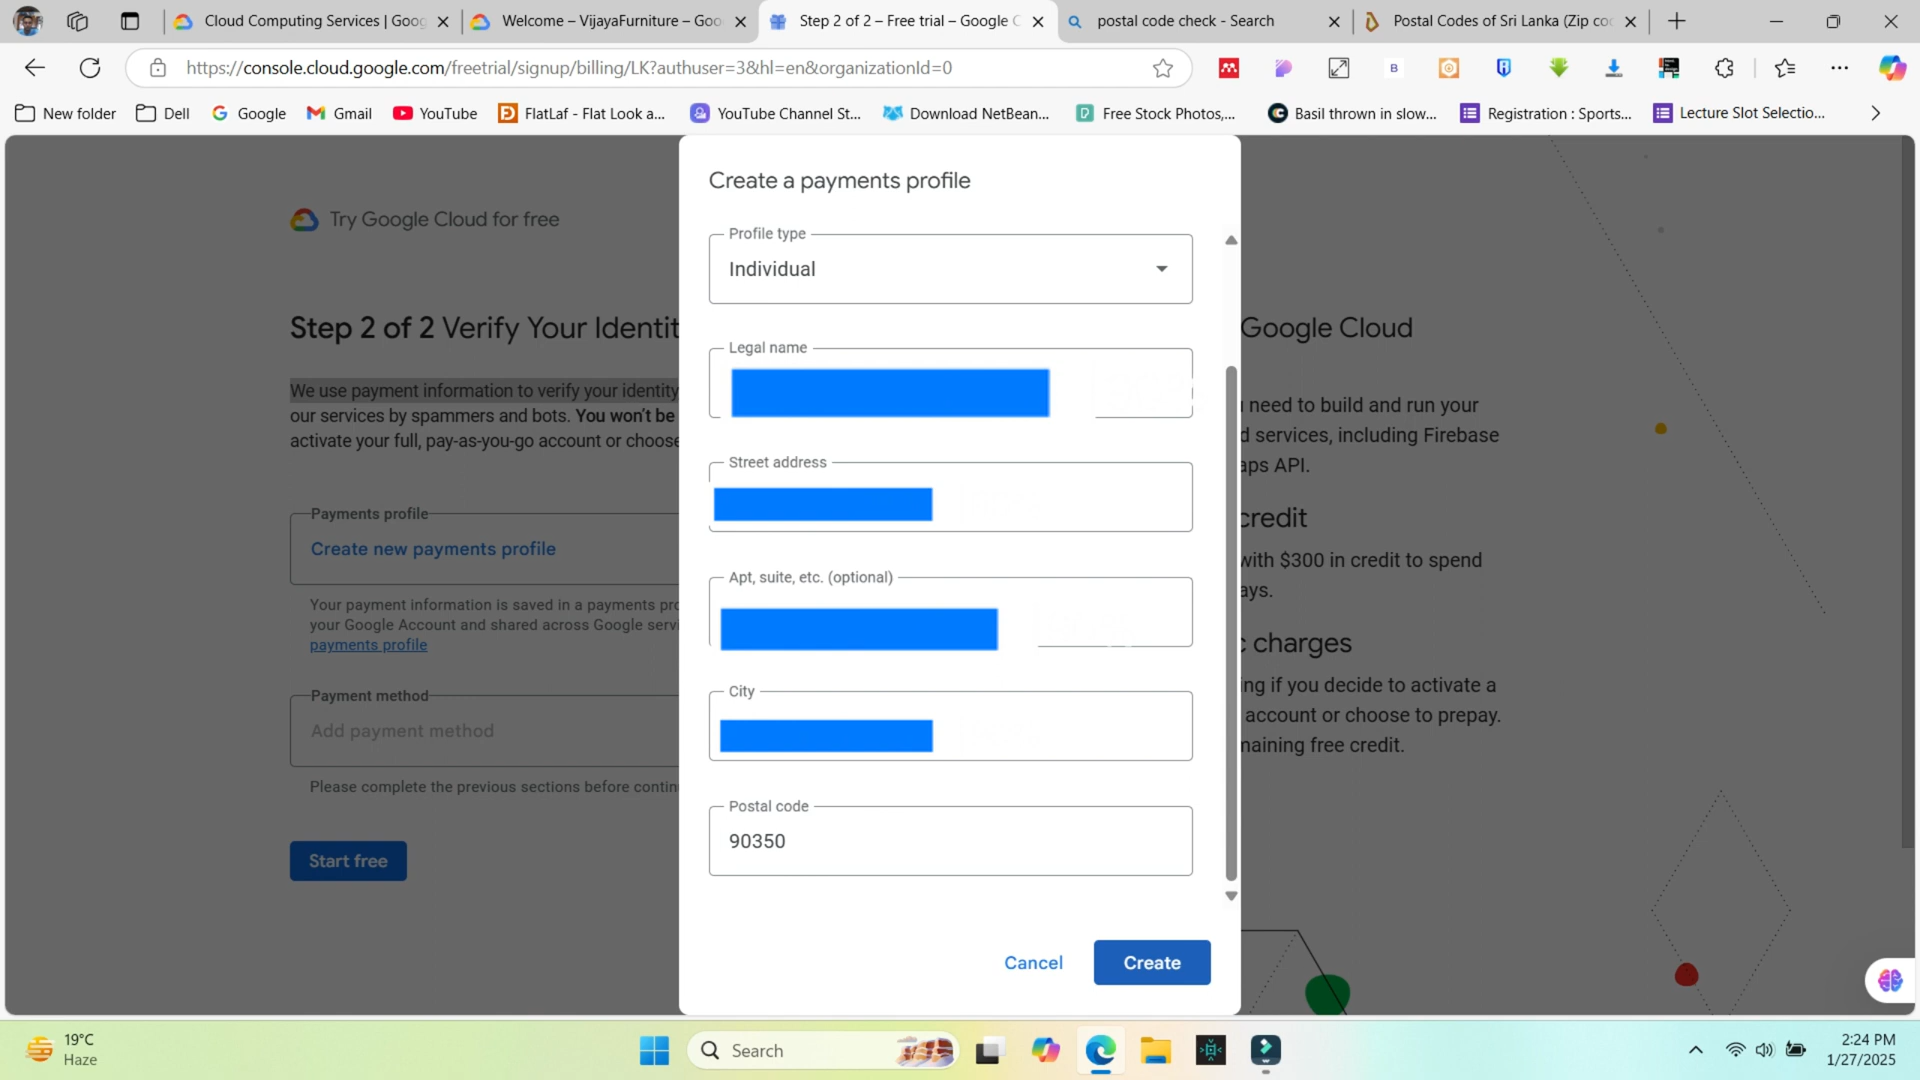 Cloud Computing Services | Goog
Welcome – VijayaFurniture – Goo
Step 2 of 2 – Free trial – Google C
postal code check - Search
Postal Codes of Sri Lanka (Zip co
https://console.cloud.google.com/freetrial/signup/billing/LK?authuser=3&hl=en&organizationId=0
New folder
Dell
Google
Gmail
YouTube
FlatLaf - Flat Look a...
YouTube Channel St...
Download NetBean...
Free Stock Photos,...
Basil thrown in slow...
Registration : Sports...
Lecture Slot Selectio...
Try Google Cloud for free
Step 2 of 2 Verify Your Identit
We use payment information to verify your identity
our services by spammers and bots. You won't be
activate your full, pay-as-you-go account or choose
Payments profile
Create new payments profile
Your payment information is saved in a payments pro
your Google Account and shared across Google servi
payments profile
Payment method
Add payment method
Please complete the previous sections before contin
Start free
Create a payments profile
Profile type
Individual
Legal name
Street address
Apt, suite, etc. (optional)
City
Postal code
90350
Cancel
Create
Google Cloud
need to build and run your
d services, including Firebase
aps API.
credit
with $300 in credit to spend
ays.
c charges
ing if you decide to activate a
account or choose to prepay.
maining free credit.
19°C
Haze
Search
2:24 PM
1/27/2025